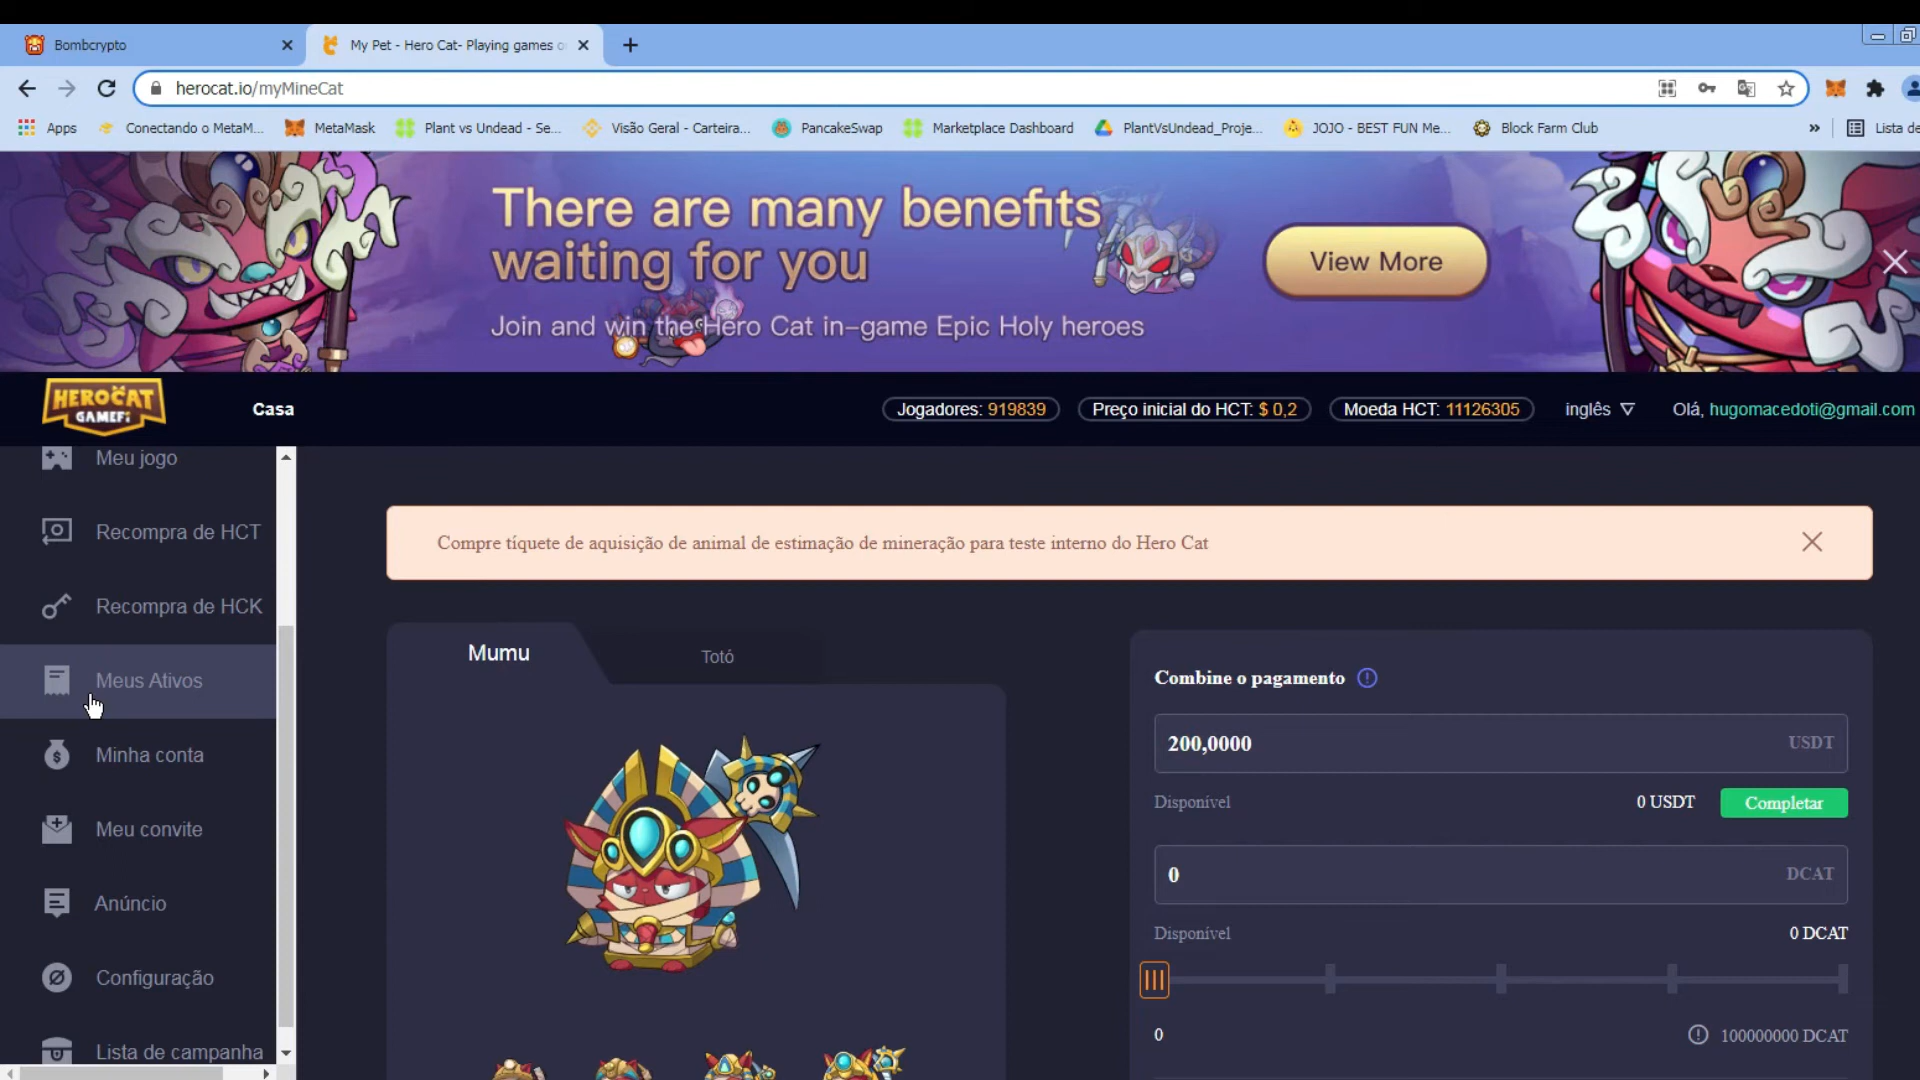 Bombcrypto
My Pet - Hero Cat- Playing games o
herocat.io/myMineCat
Apps
Conectando o MetaM...
MetaMask
Plant vs Undead - Se...
Visão Geral - Carteira...
PancakeSwap
Marketplace Dashboard
PlantVsUndead_Proje...
JOJO - BEST FUN Me...
Block Farm Club
»
Lista de
There are many benefits
waiting for you
Join and win the Hero Cat in-game Epic Holy heroes
View More
HEROCAT
GAMEFI
Casa
Jogadores: 919839
Preço inicial do HCT: $ 0,2
Moeda HCT: 11126305
inglês
Olá, hugomacedoti@gmail.com
Meu jogo
Recompra de HCT
Recompra de HCK
Meus Ativos
Minha conta
Meu convite
Anúncio
Configuração
Lista de campanha
Compre tíquete de aquisição de animal de estimação de mineração para teste interno do Hero Cat
Mumu
Totó
Combine o pagamento
200,0000
USDT
Disponível
0 USDT
Completar
0
DCAT
Disponível
0 DCAT
0
100000000 DCAT